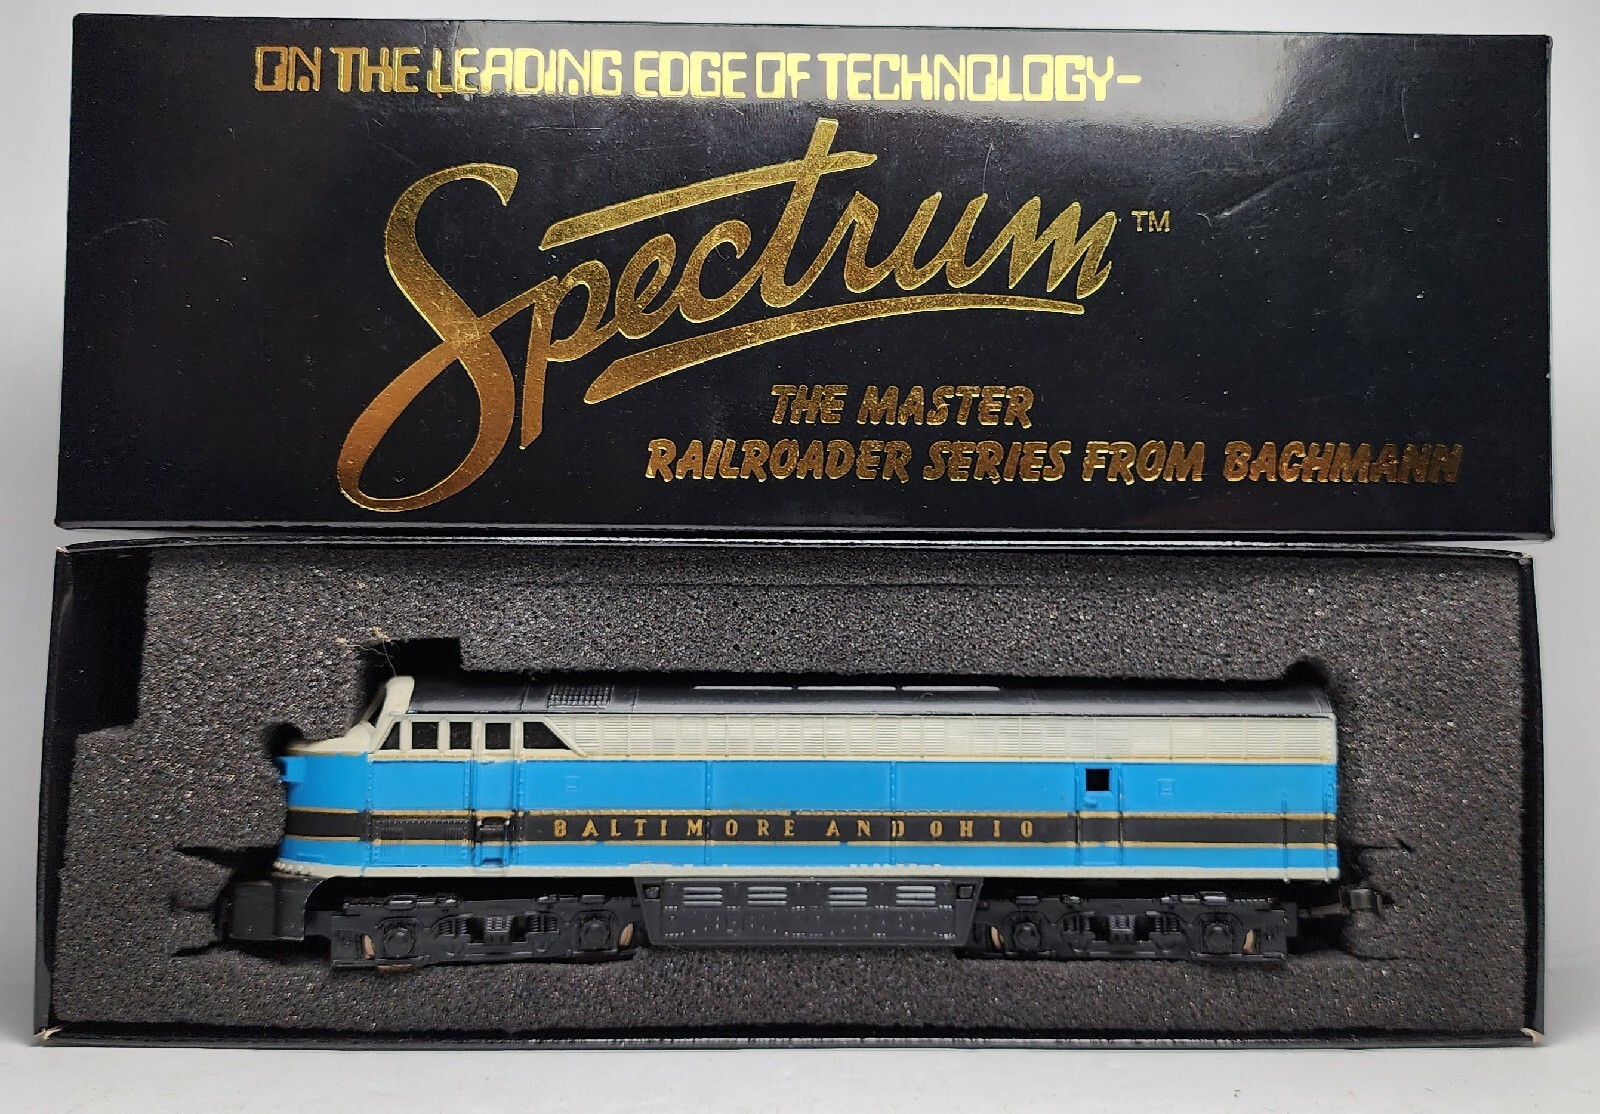 ON THE LEADING EDGE OF TECHNOLOGY-
Spectrum™
THE MASTER
RAILROADER SERIES FROM BACHMANN
BALTIMORE AND OHIO